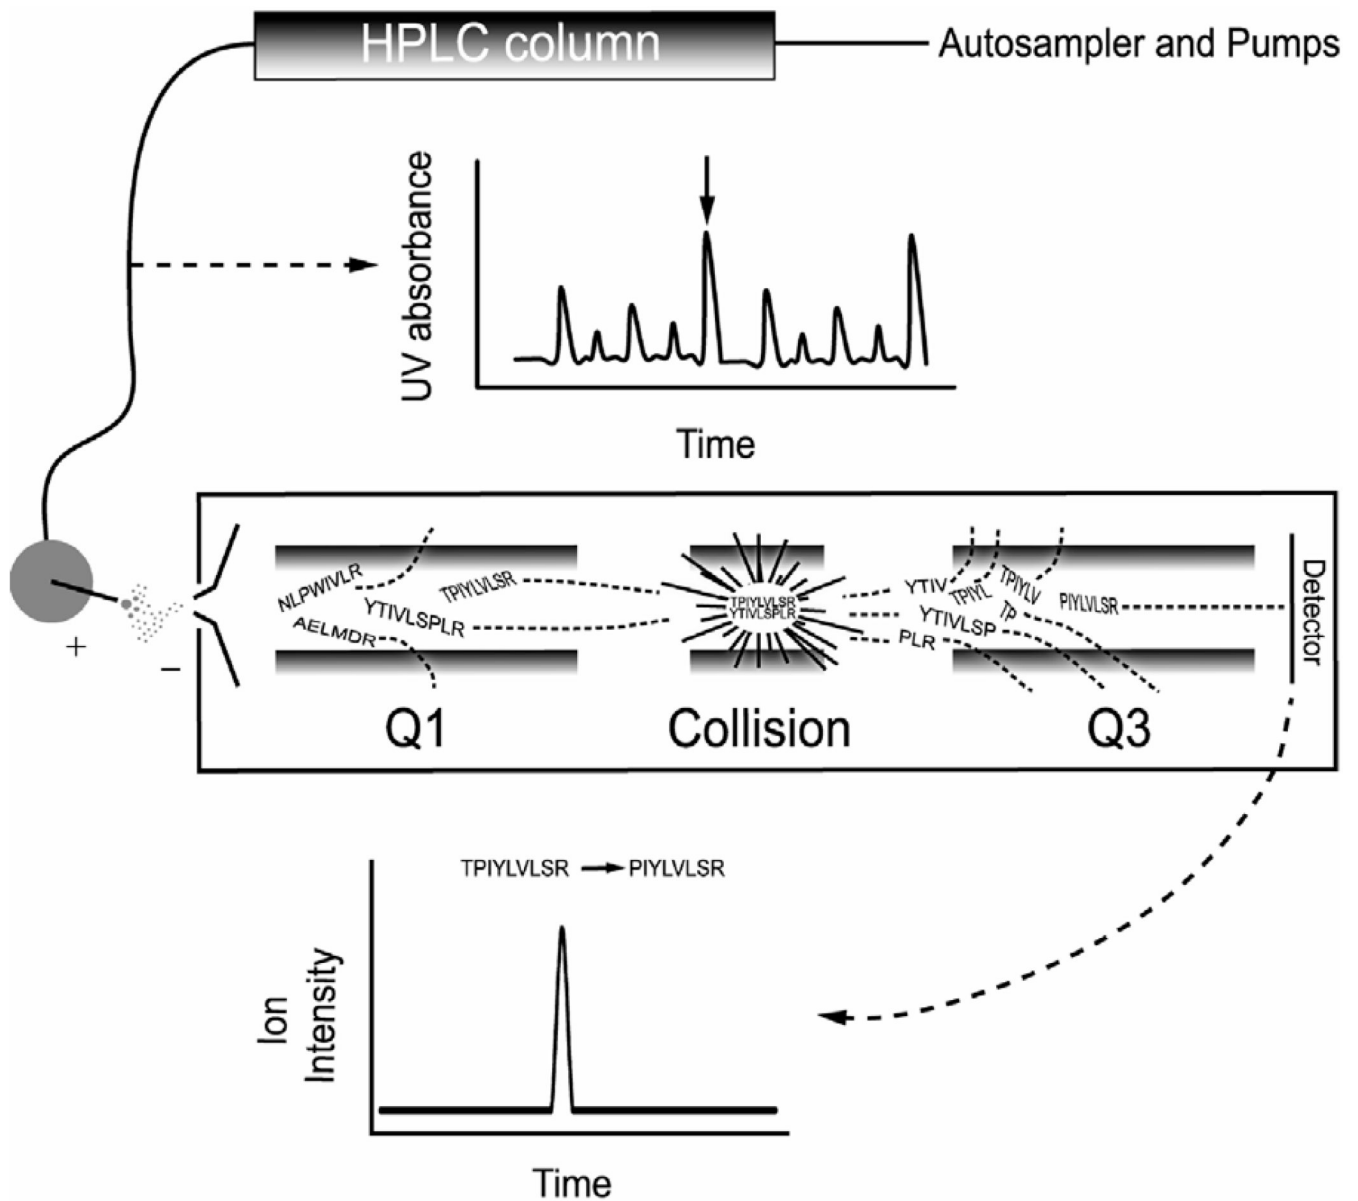 HPLC column
Autosampler and Pumps
UV absorbance
Time
+
−
NLPWIVLR
TPIYLVLSR
YTIVLSPLR
AELMDR
TPIYLVLSR
YTIVLSPLR
YTIV
TPIYL
TPIYLV
PIYLVLSR
TP
YTIVLSP
PLR
Detector
Q1
Collision
Q3
TPIYLVLSR → PIYLVLSR
Ion
Intensity
Time